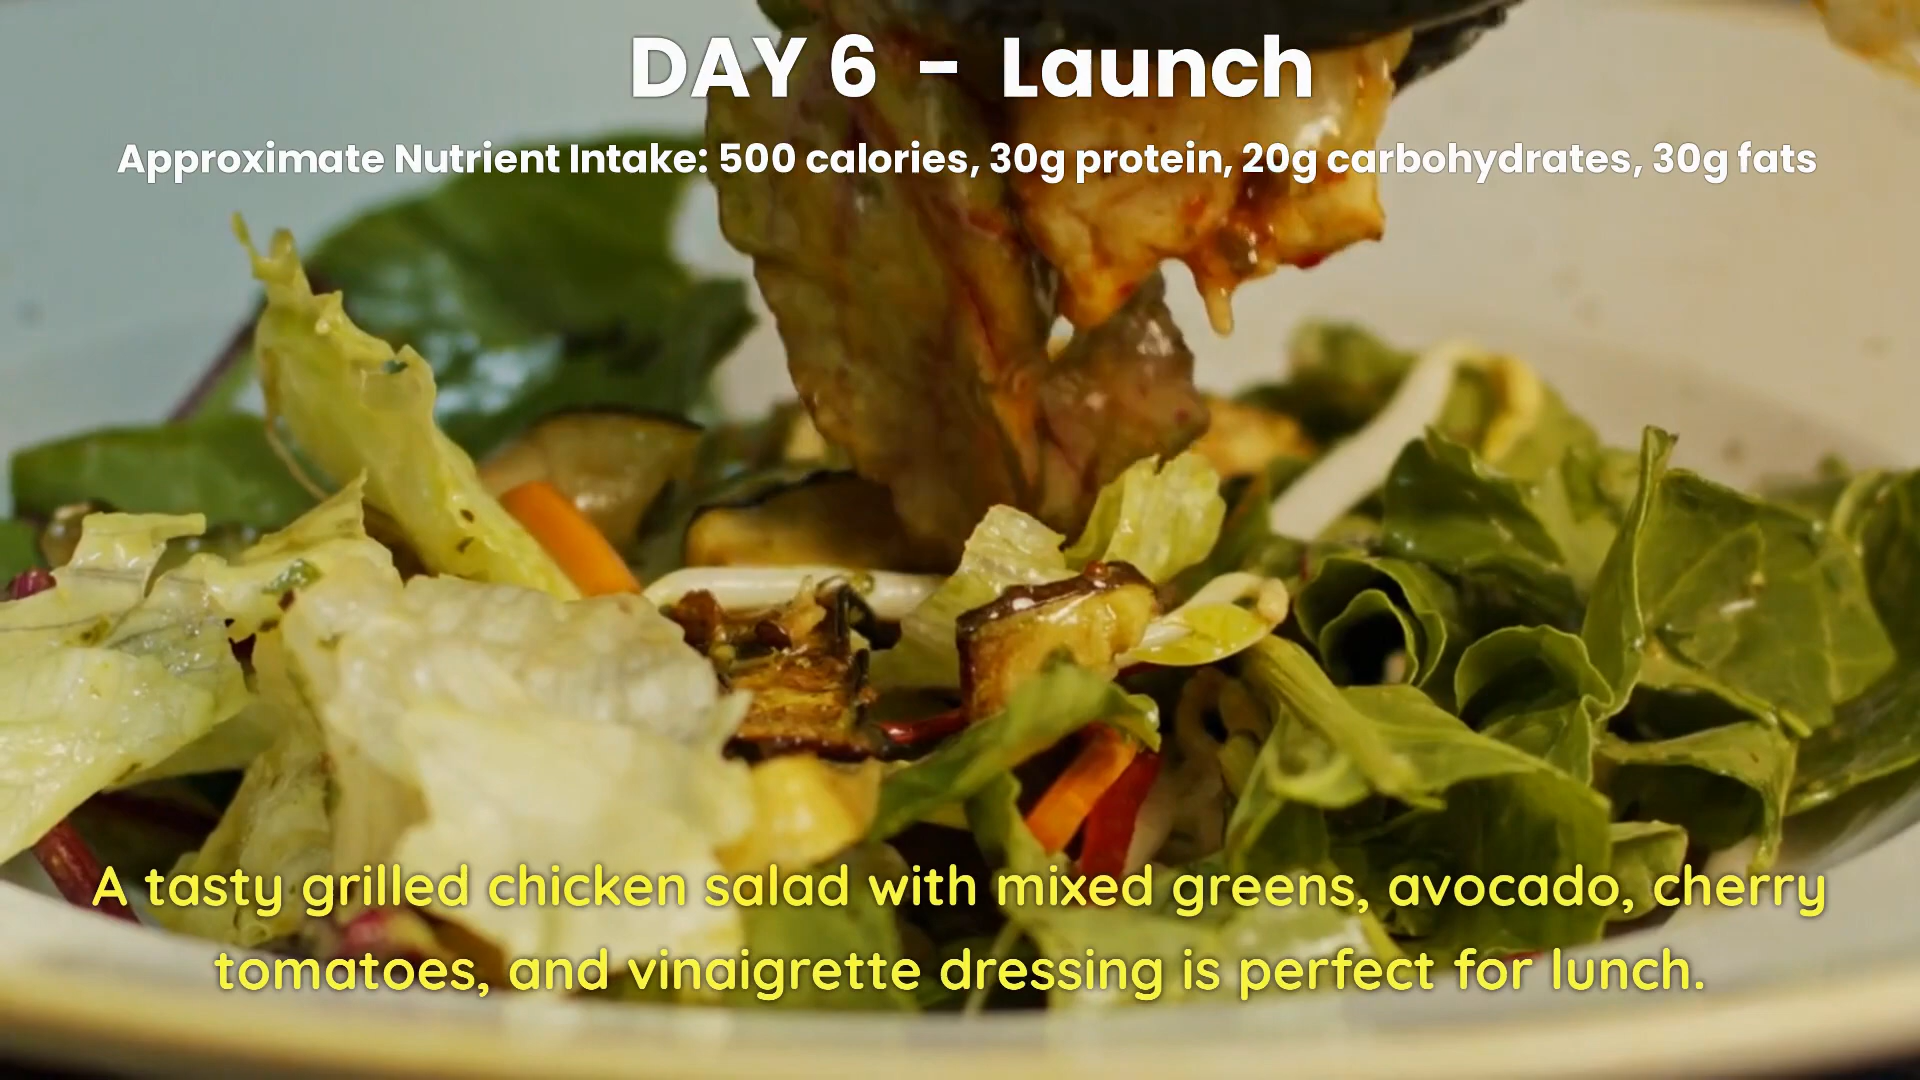 DAY 6 - Launch
Approximate Nutrient Intake: 500 calories, 30g protein, 20g carbohydrates, 30g fats
A tasty grilled chicken salad with mixed greens, avocado, cherry
tomatoes, and vinaigrette dressing is perfect for lunch.